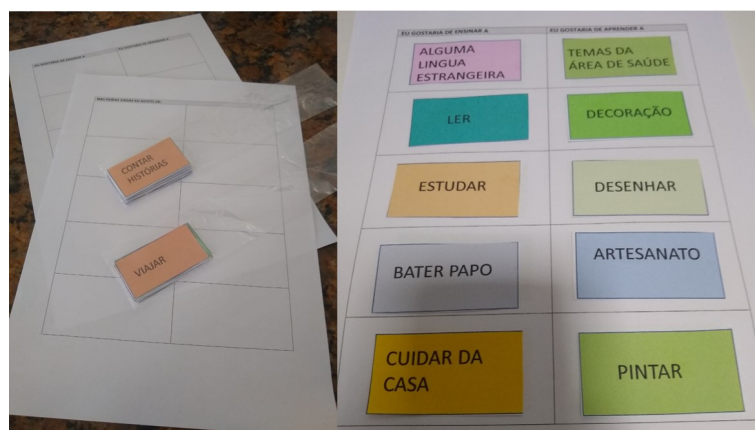 CONTAR
HISTÓRIAS
VIAJAR
EU GOSTARIA DE ENSINAR A
EU GOSTARIA DE APRENDER A
ALGUMA
LINGUA
ESTRANGEIRA
TEMAS DA
ÁREA DE SAÚDE
LER
DECORAÇÃO
ESTUDAR
DESENHAR
BATER PAPO
ARTESANATO
CUIDAR DA
CASA
PINTAR